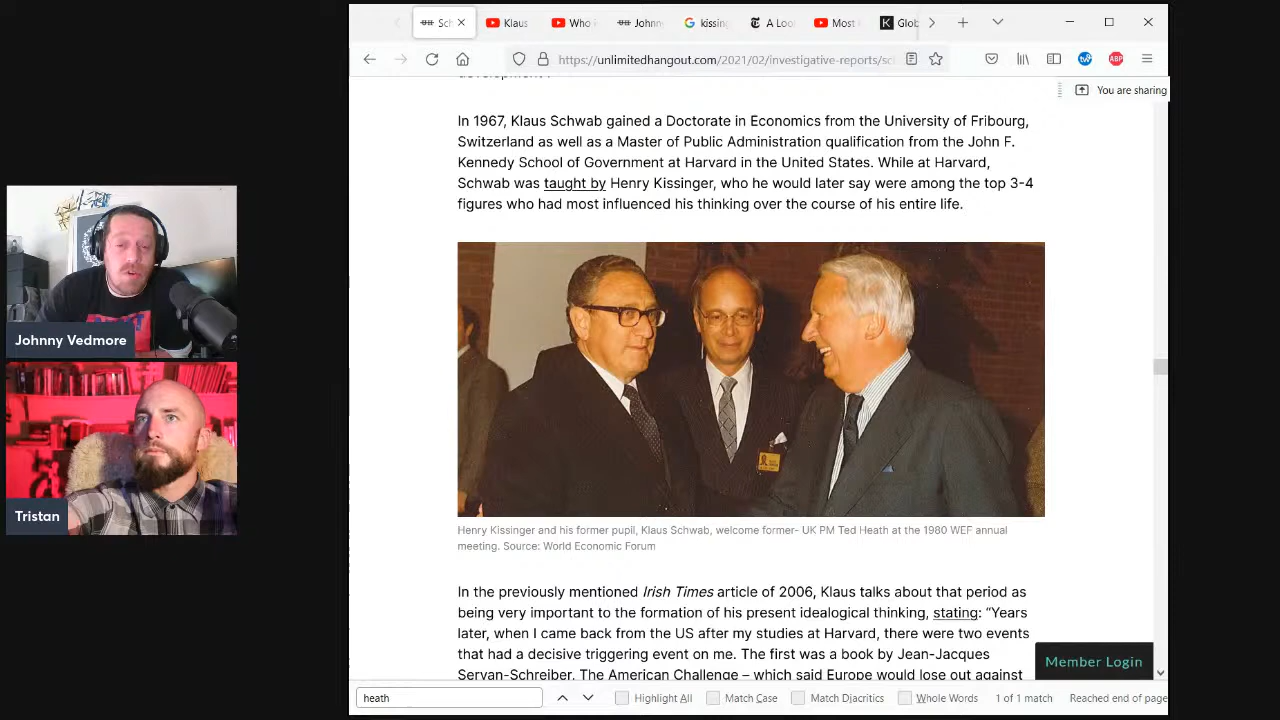 Sch
Klaus
Who
Johnny
kissin
A Loo
Most
Glob
https://unlimitedhangout.com/2021/02/investigative-reports/sc
You are sharing
In 1967, Klaus Schwab gained a Doctorate in Economics from the University of Fribourg,
Switzerland as well as a Master of Public Administration qualification from the John F.
Kennedy School of Government at Harvard in the United States. While at Harvard,
Schwab was taught by Henry Kissinger, who he would later say were among the top 3-4
figures who had most influenced his thinking over the course of his entire life.
Johnny Vedmore
Tristan
Henry Kissinger and his former pupil, Klaus Schwab, welcome former- UK PM Ted Heath at the 1980 WEF annual
meeting. Source: World Economic Forum
In the previously mentioned Irish Times article of 2006, Klaus talks about that period as
being very important to the formation of his present idealogical thinking, stating: “Years
later, when I came back from the US after my studies at Harvard, there were two events
that had a decisive triggering event on me. The first was a book by Jean-Jacques
Servan-Schreiber, The American Challenge – which said Europe would lose out against
Member Login
heath
Highlight All
Match Case
Match Diacritics
Whole Words
1 of 1 match
Reached end of page
ABP